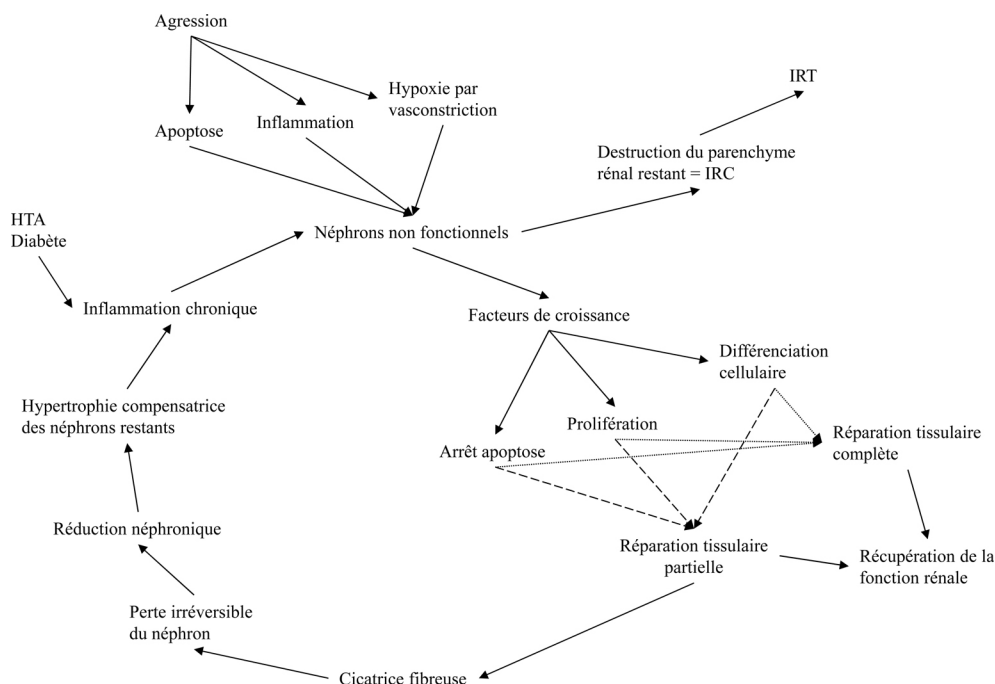 Agression
IRT
Hypoxie par
vasconstriction
Inflammation
Apoptose
Destruction du parenchyme
rénal restant = IRC
HTA
Diabète
Néphrons non fonctionnels
Inflammation chronique
Facteurs de croissance
Différenciation
cellulaire
Hypertrophie compensatrice
des néphrons restants
Prolifération
Arrêt apoptose
Réparation tissulaire
complète
Réduction néphronique
Réparation tissulaire
partielle
Récupération de la
fonction rénale
Perte irréversible
du néphron
Cicatrice fibreuse